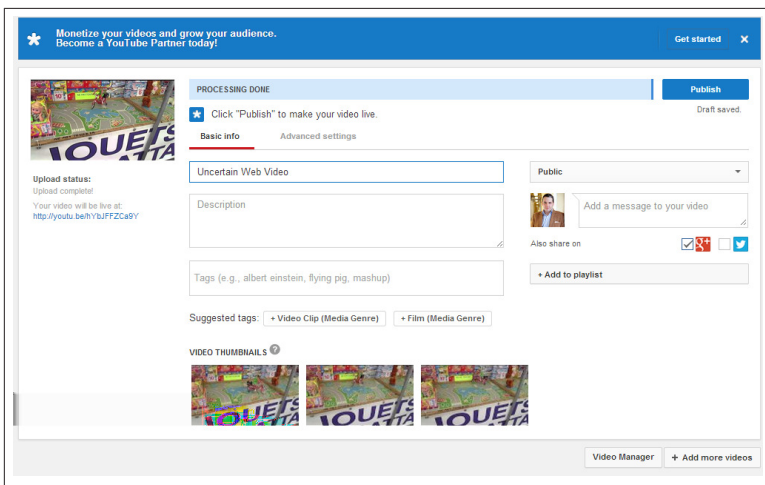 Monetize your videos and grow your audience.
Become a YouTube Partner today!
Get started
PROCESSING DONE
Publish
Click "Publish" to make your video live.
Draft saved.
Basic info
Advanced settings
JOUETS
Upload status:
Upload complete!
Your video will be live at:
http://youtu.be/hYbJFFZCa9Y
Uncertain Web Video
Public
Description
Add a message to your video
Also share on
Tags (e.g., albert einstein, flying pig, mashup)
+ Add to playlist
Suggested tags:
+ Video Clip (Media Genre)
+ Film (Media Genre)
VIDEO THUMBNAILS
JOUETS
JOUETS
JOUETS
Video Manager
+ Add more videos